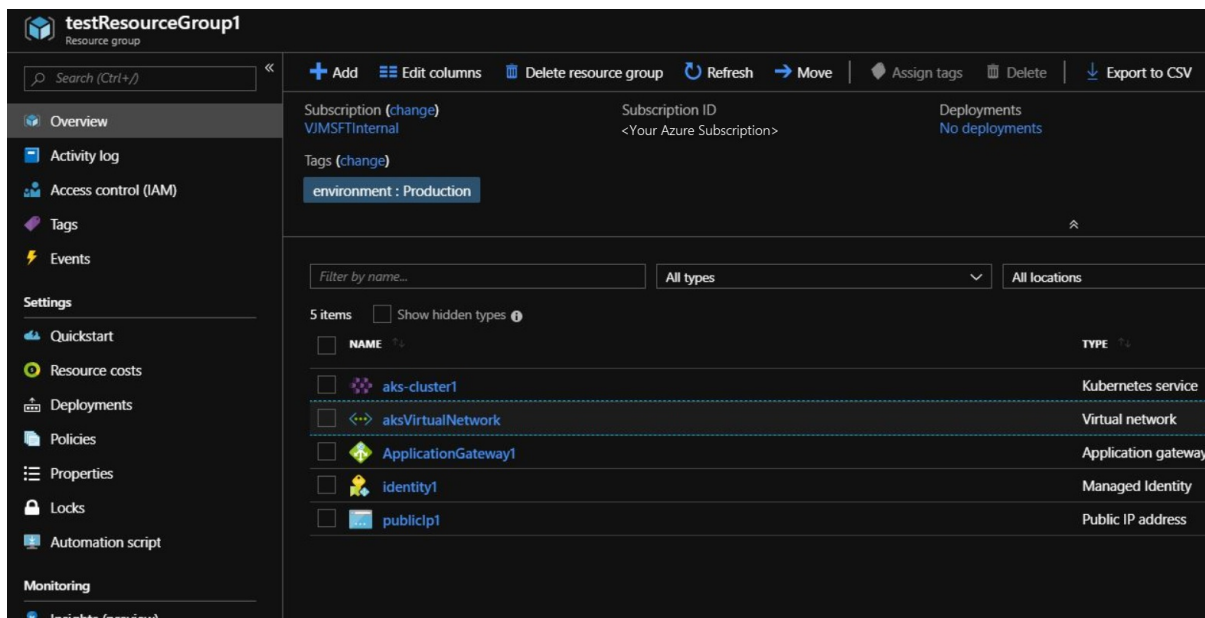 testResourceGroup1
Resource group
Search (Ctrl+/)
Overview
Activity log
Access control (IAM)
Tags
Events
Settings
Quickstart
Resource costs
Deployments
Policies
Properties
Locks
Automation script
Monitoring
Insights (preview)
Add Edit columns Delete resource group Refresh Move Assign tags Delete Export to CSV
Subscription (change) Subscription ID Deployments
VJMSFTInternal <Your Azure Subscription> No deployments
Tags (change)
environment : Production
Filter by name... All types All locations
5 items Show hidden types
NAME TYPE
aks-cluster1 Kubernetes service
aksVirtualNetwork Virtual network
ApplicationGateway1 Application gateway
identity1 Managed Identity
publicIp1 Public IP address